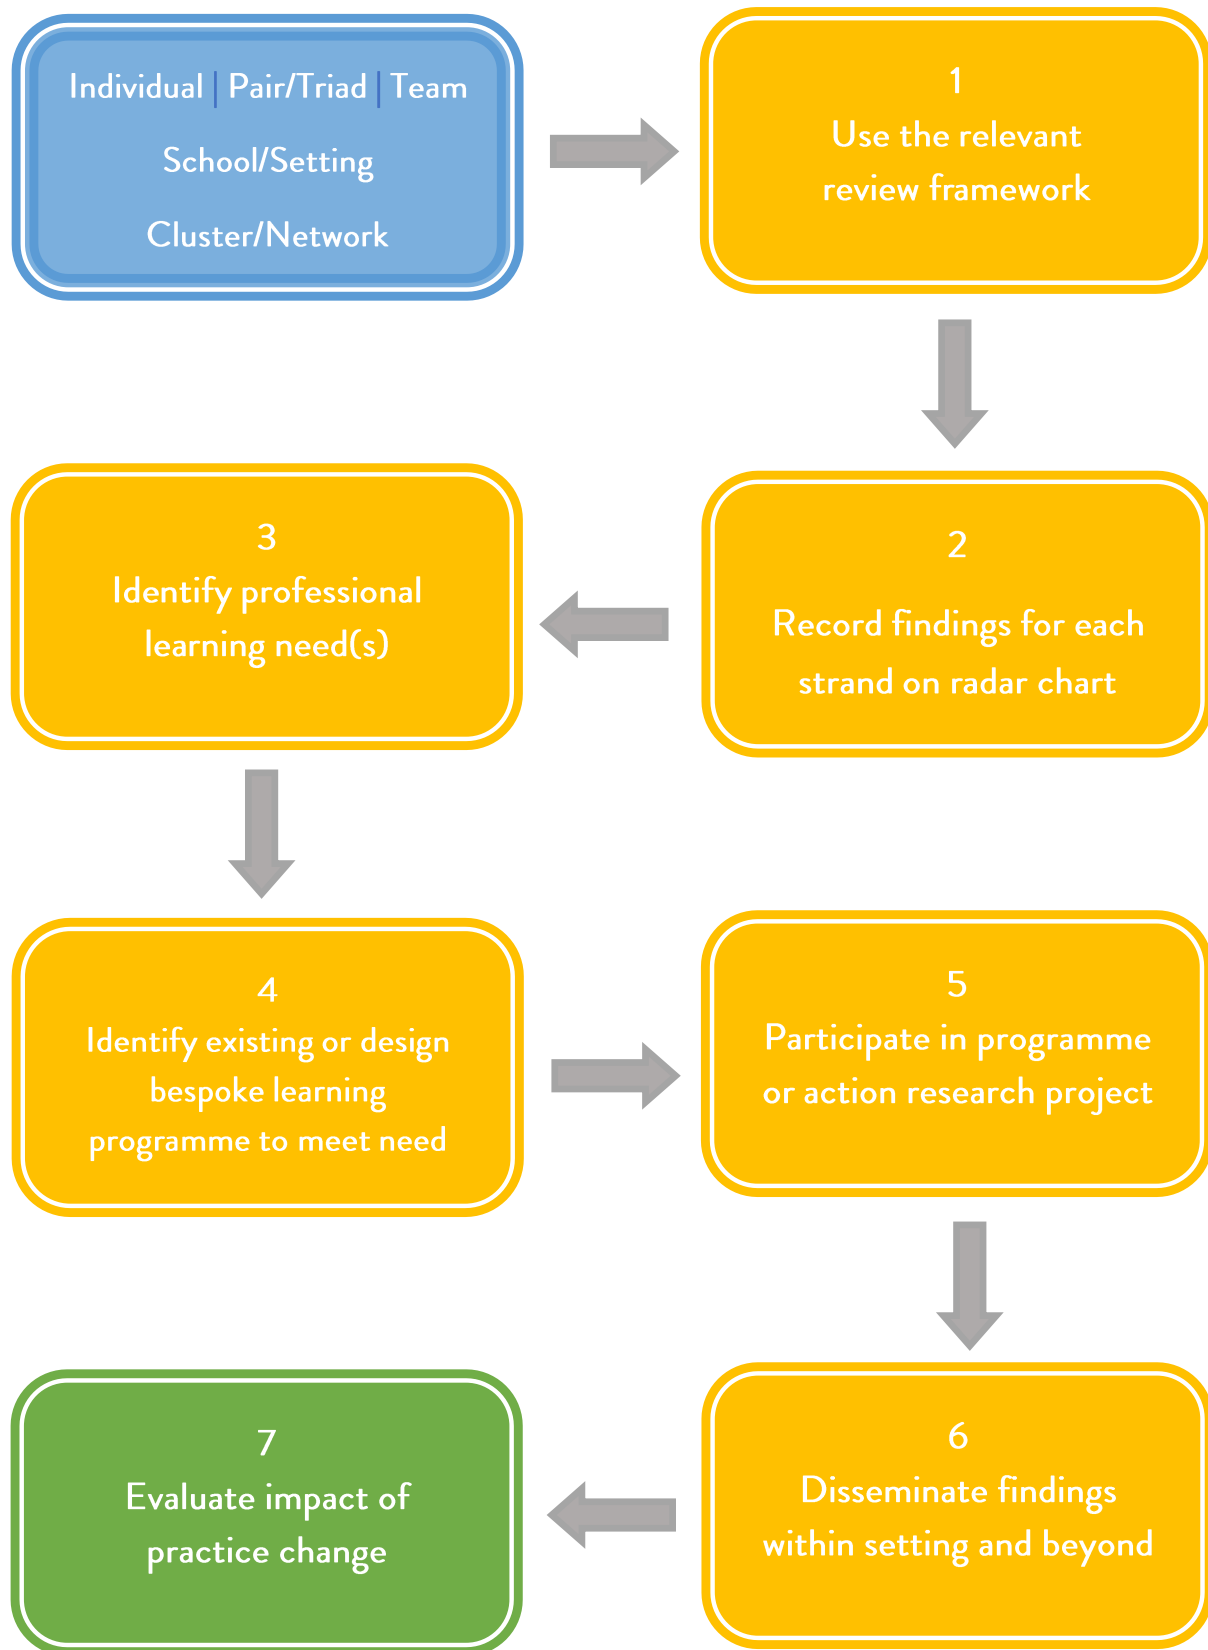 Individual | Pair/Triad | Team
School/Setting
Cluster/Network
1
Use the relevant
review framework
2
Record findings for each
strand on radar chart
3
Identify professional
learning need(s)
4
Identify existing or design
bespoke learning
programme to meet need
5
Participate in programme
or action research project
6
Disseminate findings
within setting and beyond
7
Evaluate impact of
practice change